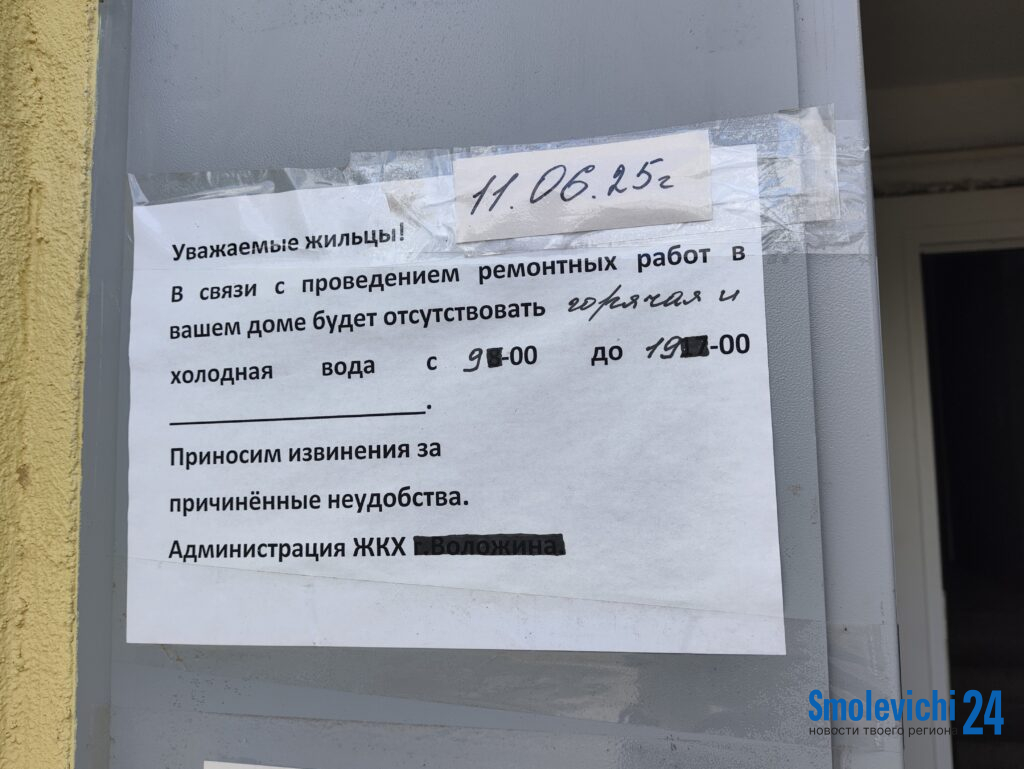 11.06.25г
Уважаемые жильцы!
В связи с проведением ремонтных работ в
вашем доме будет отсутствовать горячая и
холодная вода с 9-00 до 19-00
.
Приносим извинения за
причинённые неудобства.
Администрация ЖКХ г.Воложина.
Smolevichi 24
новости твоего региона